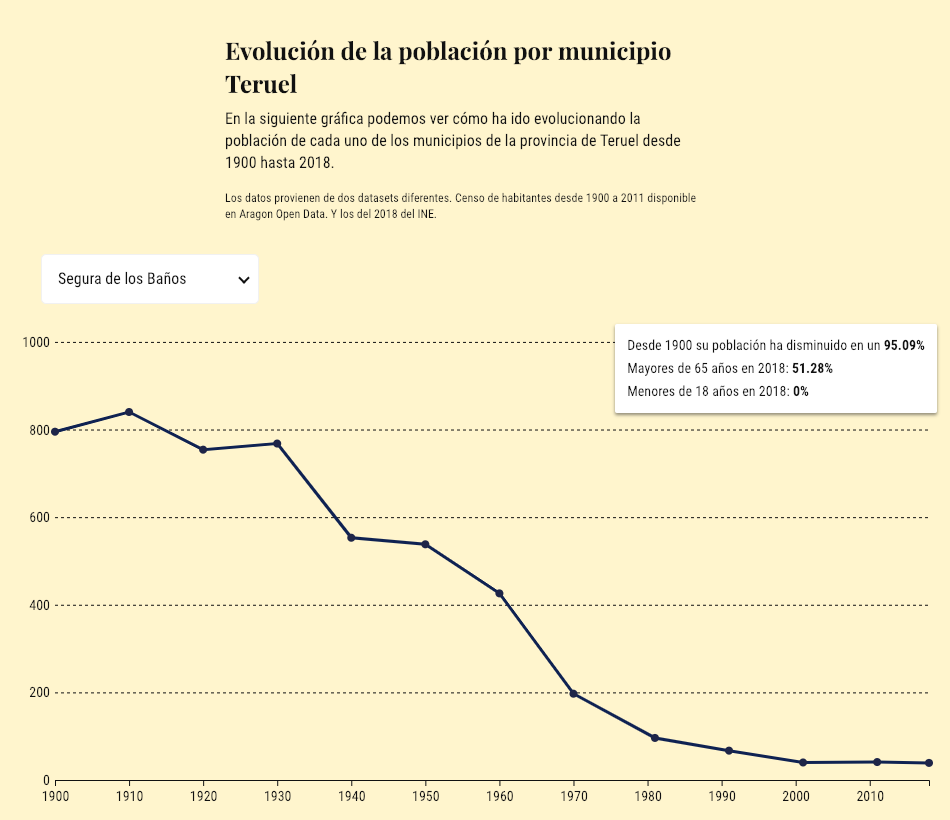 Evolución de la población por municipio
Teruel
En la siguiente gráfica podemos ver cómo ha ido evolucionando la
población de cada uno de los municipios de la provincia de Teruel desde
1900 hasta 2018.
Los datos provienen de dos datasets diferentes. Censo de habitantes desde 1900 a 2011 disponible
en Aragon Open Data. Y los del 2018 del INE.
Segura de los Baños
Desde 1900 su población ha disminuido en un 95.09%
Mayores de 65 años en 2018: 51.28%
Menores de 18 años en 2018: 0%
1000
800
600
400
200
0
1900 1910 1920 1930 1940 1950 1960 1970 1980 1990 2000 2010